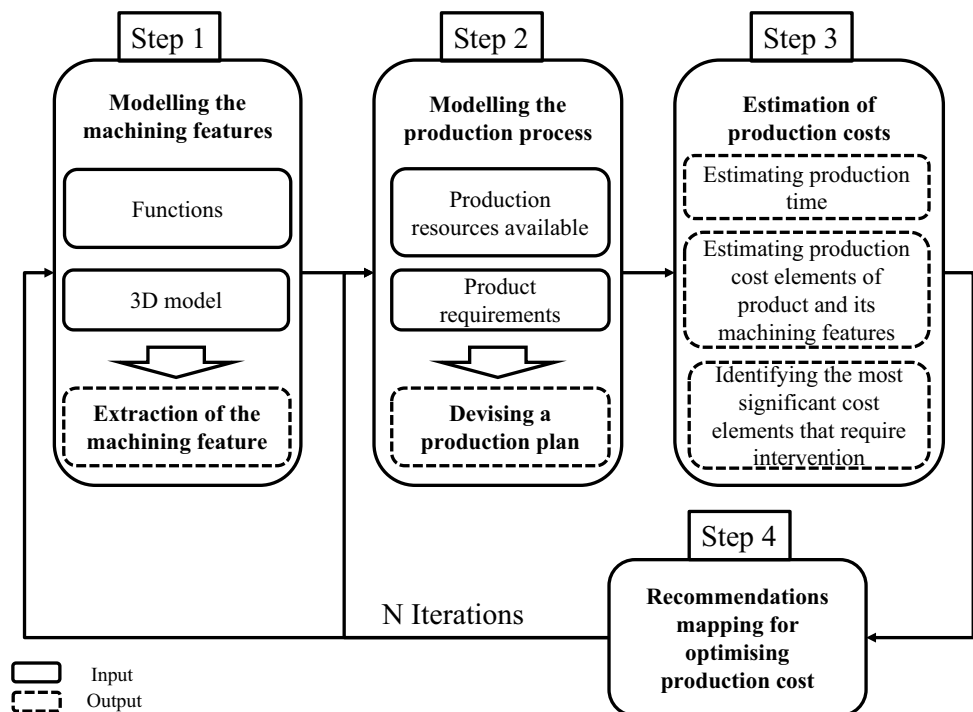 Step 1
Modelling the
machining features
Functions
3D model
Extraction of the
machining feature
Step 2
Modelling the
production process
Production
resources available
Product
requirements
Devising a
production plan
Step 3
Estimation of
production costs
Estimating production
time
Estimating production
cost elements of
product and its
machining features
Identifying the most
significant cost
elements that require
intervention
Step 4
Recommendations
mapping for
optimising
production cost
N Iterations
Input
Output